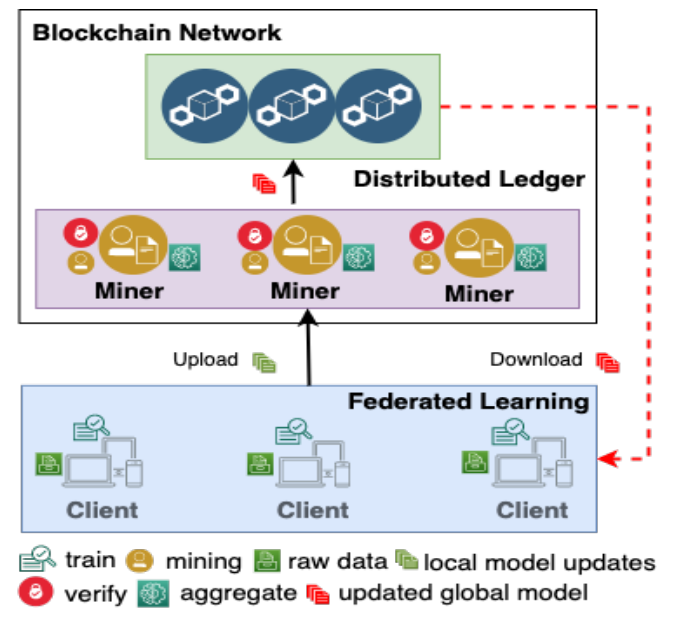 Blockchain Network
Distributed Ledger
Miner Miner Miner
Upload Download
Federated Learning
Client Client Client
train mining raw data local model updates
verify aggregate updated global model